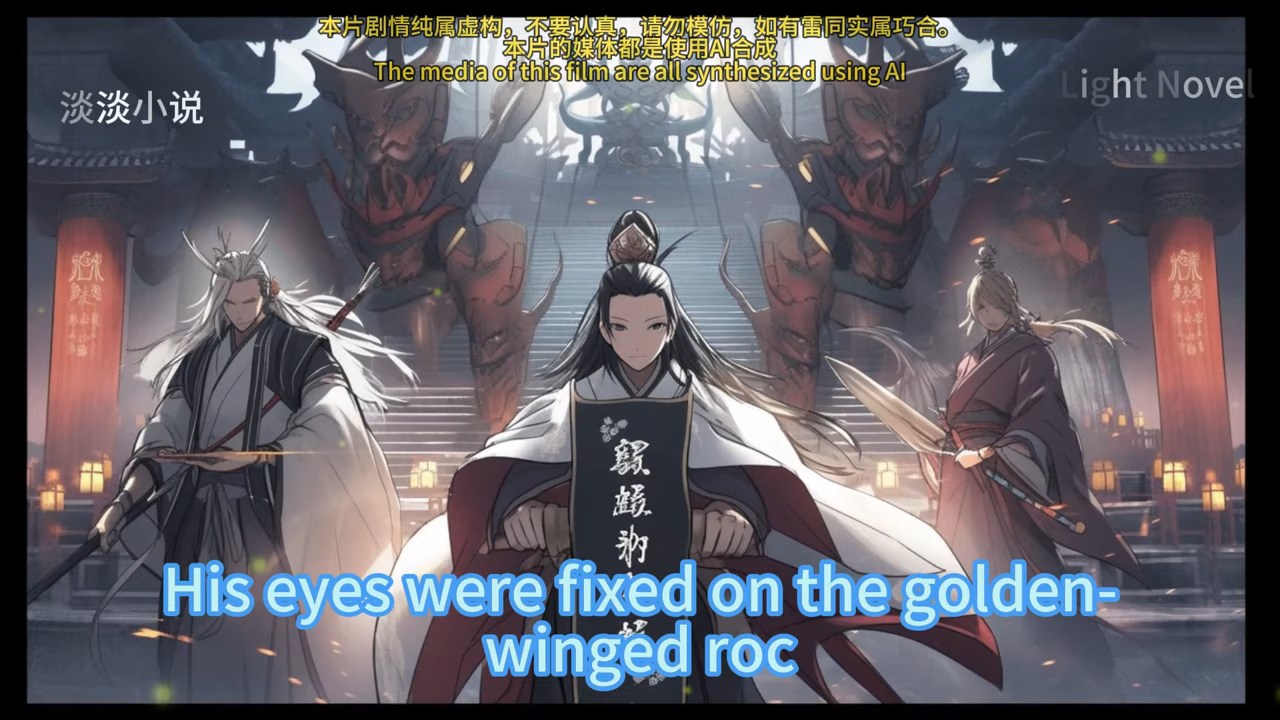 本片剧情纯属虚构，不要认真，请勿模仿，如有雷同实属巧合。
本片的媒体都是使用AI合成
The media of this film are all synthesized using AI
淡淡小说
Light Novel
His eyes were fixed on the golden-
winged roc